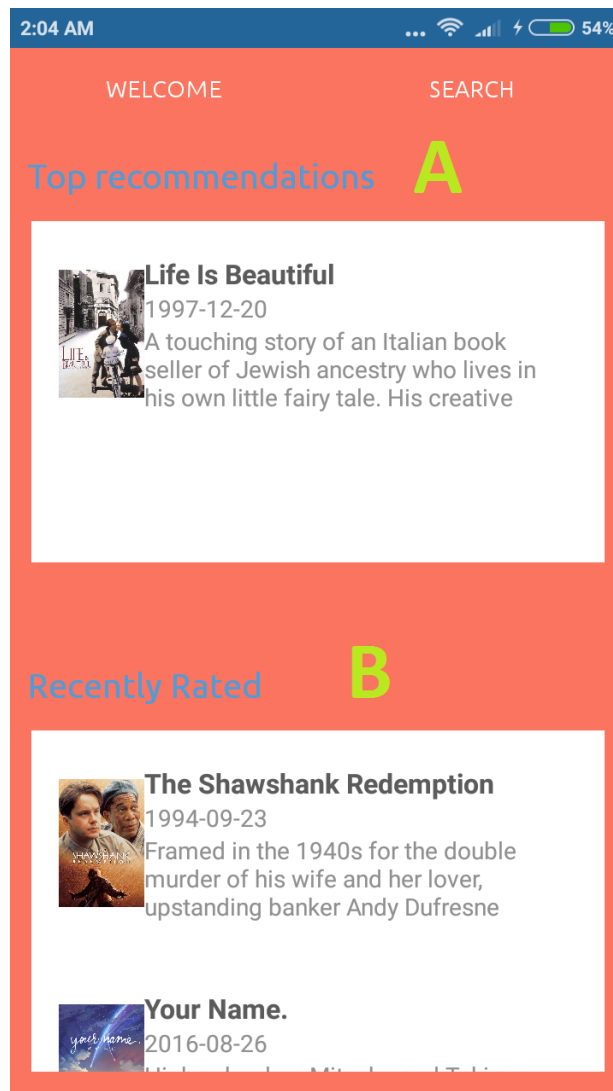 2:04 AM ... 54%
WELCOME SEARCH
Top recommendations A
Life Is Beautiful
1997-12-20
A touching story of an Italian book
seller of Jewish ancestry who lives in
his own little fairy tale. His creative
Recently Rated B
The Shawshank Redemption
1994-09-23
Framed in the 1940s for the double
murder of his wife and her lover,
upstanding banker Andy Dufresne
Your Name.
2016-08-26
your name.